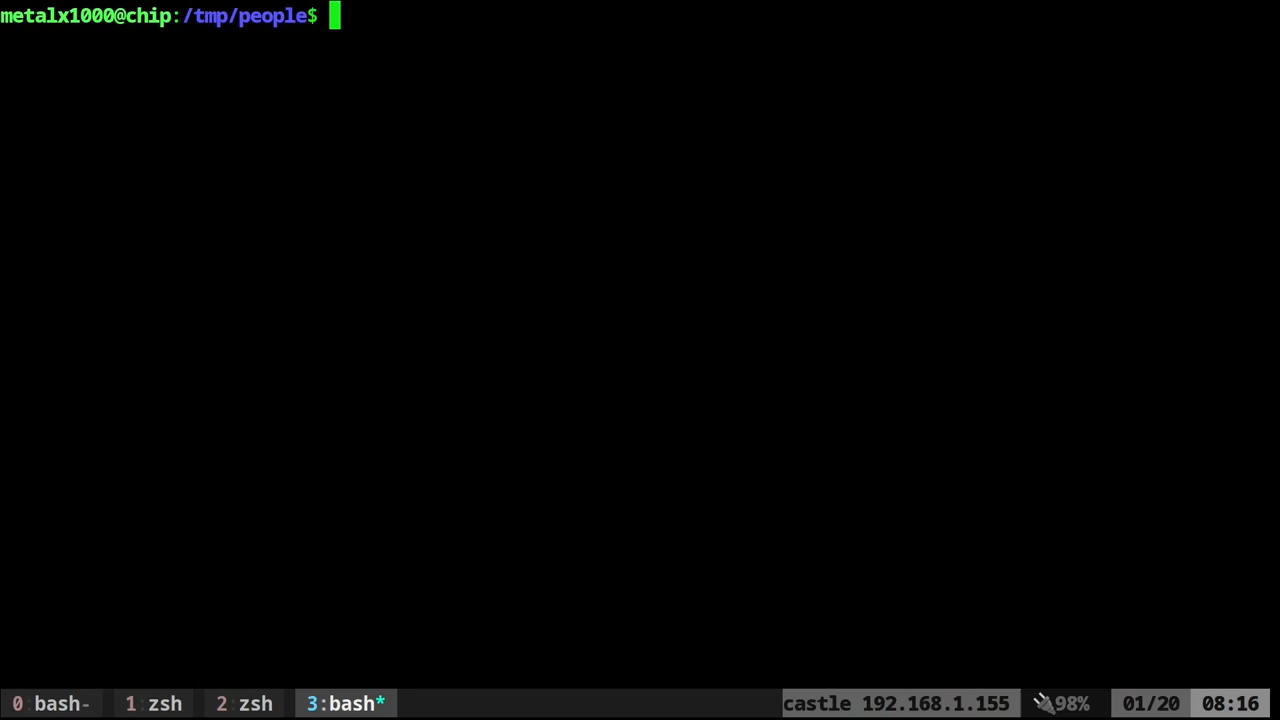 metalx1000@chip:/tmp/people$
0 bash- 1 zsh 2 zsh 3:bash* castle 192.168.1.155 98% 01/20 08:16